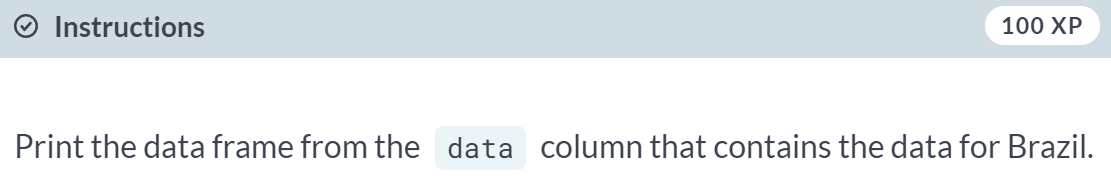 Instructions
100 XP
Print the data frame from the data column that contains the data for Brazil.